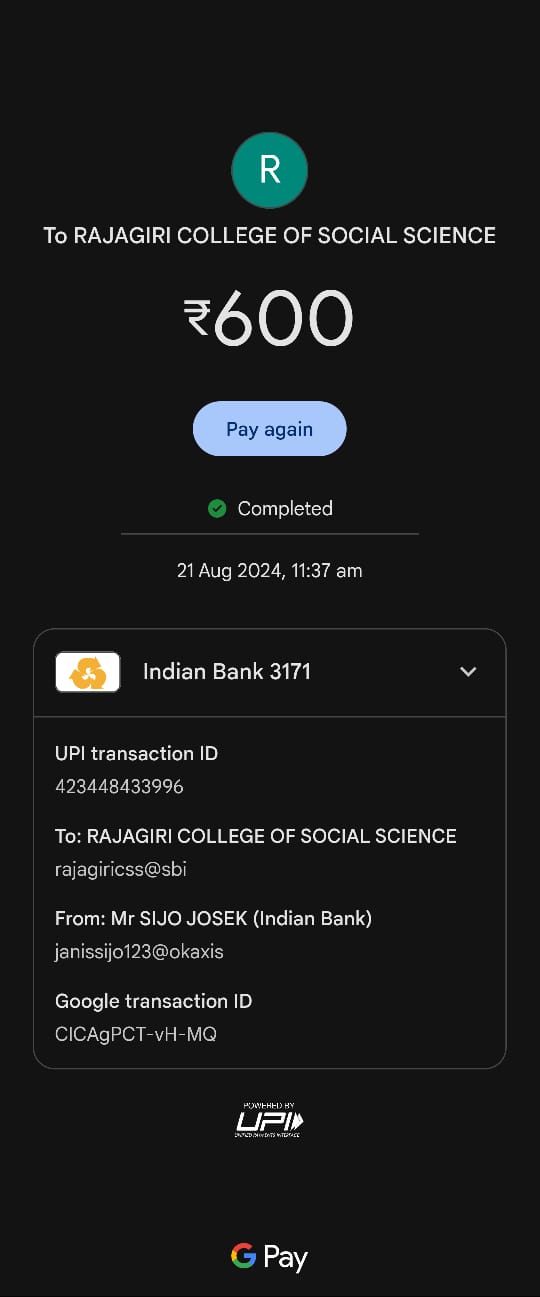 R
To RAJAGIRI COLLEGE OF SOCIAL SCIENCE
₹600
Pay again
Completed
21 Aug 2024, 11:37 am
Indian Bank 3171
UPI transaction ID
423448433996
To: RAJAGIRI COLLEGE OF SOCIAL SCIENCE
rajagiricss@sbi
From: Mr SIJO JOSEK (Indian Bank)
janissijo123@okaxis
Google transaction ID
CICAgPCT-vH-MQ
POWERED BY
UPI
UNIFIED PAYMENTS INTERFACE
G Pay